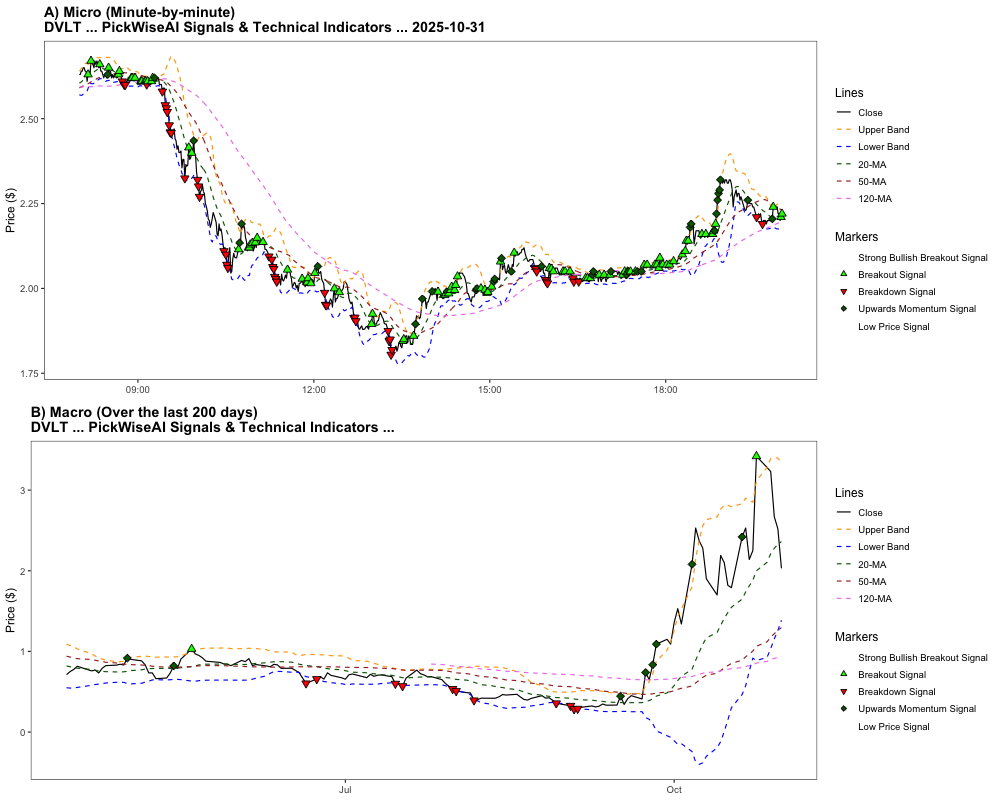 A) Micro (Minute-by-minute)
DVLT ... PickWiseAI Signals & Technical Indicators ... 2025-10-31
Price ($)
2.50
2.25
2.00
1.75
09:00
12:00
15:00
18:00
Lines
Close
Upper Band
Lower Band
20-MA
50-MA
120-MA
Markers
Strong Bullish Breakout Signal
Breakout Signal
Breakdown Signal
Upwards Momentum Signal
Low Price Signal
B) Macro (Over the last 200 days)
DVLT ... PickWiseAI Signals & Technical Indicators ...
Price ($)
3
2
1
0
Jul
Oct
Lines
Close
Upper Band
Lower Band
20-MA
50-MA
120-MA
Markers
Strong Bullish Breakout Signal
Breakout Signal
Breakdown Signal
Upwards Momentum Signal
Low Price Signal